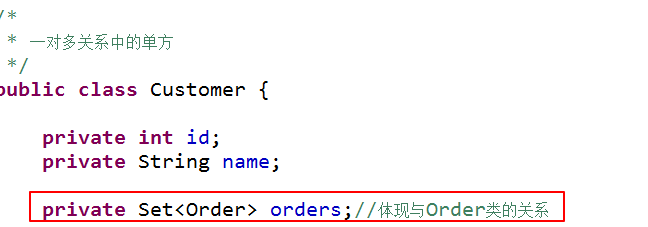 /*
* 一对多关系中的单方
*/
public class Customer {
private int id;
private String name;
private Set<Order> orders;//体现与Order类的关系